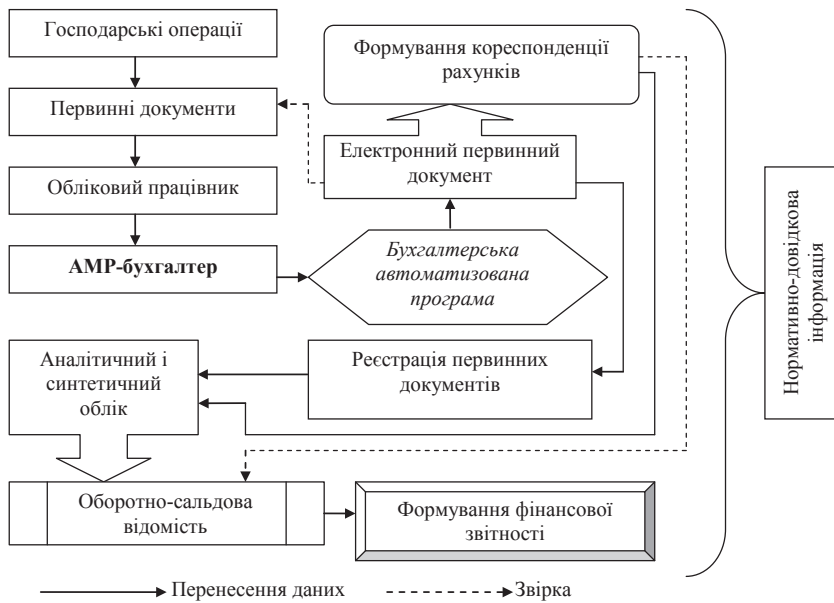 Господарські операції
Первинні документи
Обліковий працівник
АМР-бухгалтер
Формування кореспонденції
рахунків
Електронний первинний
документ
Бухгалтерська
автоматизована
програма
Аналітичний і
синтетичний
облік
Реєстрація первинних
документів
Оборотно-сальдова
відомість
Формування фінансової
звітності
Нормативно-довідкова
інформація
Перенесення даних
Звірка